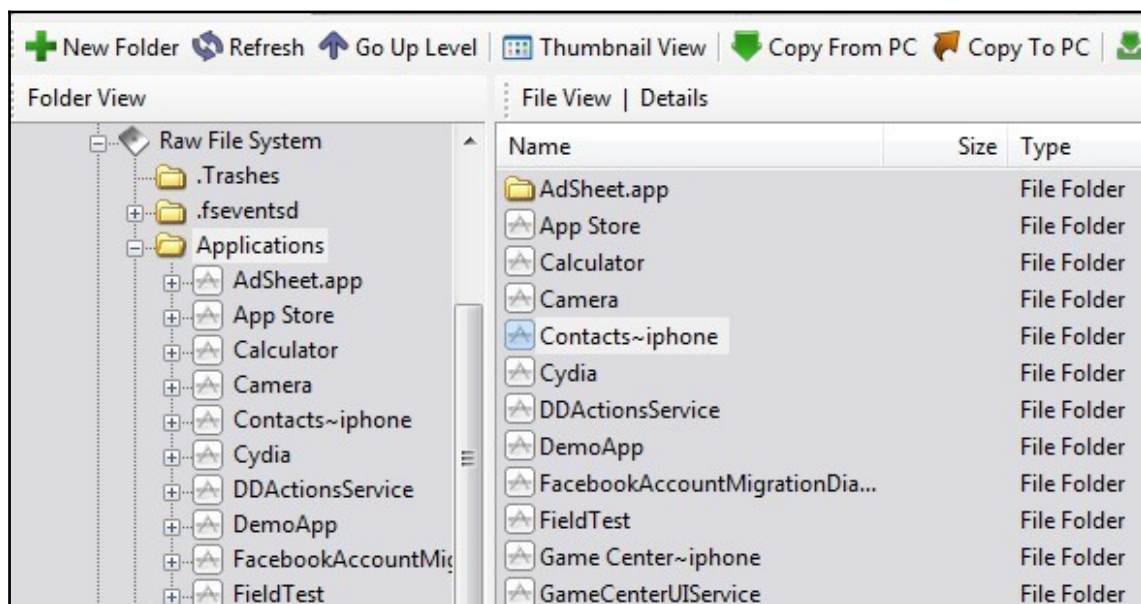 New Folder Refresh Go Up Level Thumbnail View Copy From PC Copy To PC
Folder View
Raw File System
.Trashes
.fseventsd
Applications
AdSheet.app
App Store
Calculator
Camera
Contacts~iphone
Cydia
DDActionsService
DemoApp
FacebookAccountMig
FieldTest
File View | Details
Name Size Type
AdSheet.app File Folder
App Store File Folder
Calculator File Folder
Camera File Folder
Contacts~iphone File Folder
Cydia File Folder
DDActionsService File Folder
DemoApp File Folder
FacebookAccountMigrationDia... File Folder
FieldTest File Folder
Game Center~iphone File Folder
GameCenterUIService File Folder